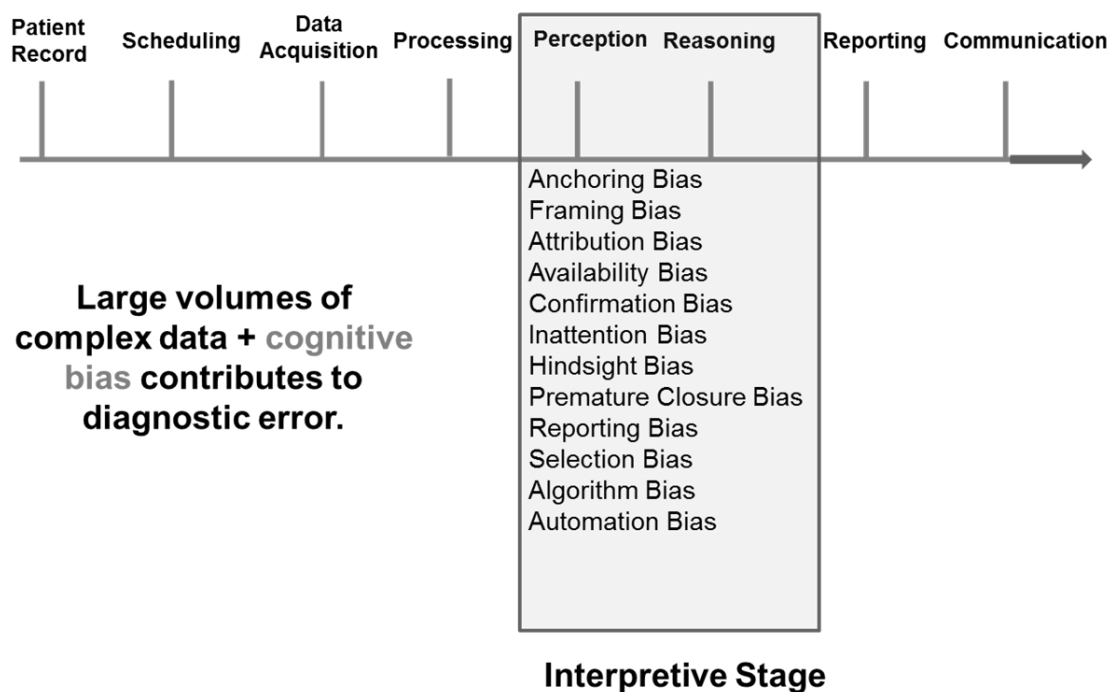 Patient
Record
Scheduling
Data
Acquisition
Processing
Perception
Reasoning
Reporting
Communication
Anchoring Bias
Framing Bias
Attribution Bias
Availability Bias
Confirmation Bias
Inattention Bias
Hindsight Bias
Premature Closure Bias
Reporting Bias
Selection Bias
Algorithm Bias
Automation Bias
Large volumes of
complex data + cognitive
bias contributes to
diagnostic error.
Interpretive Stage